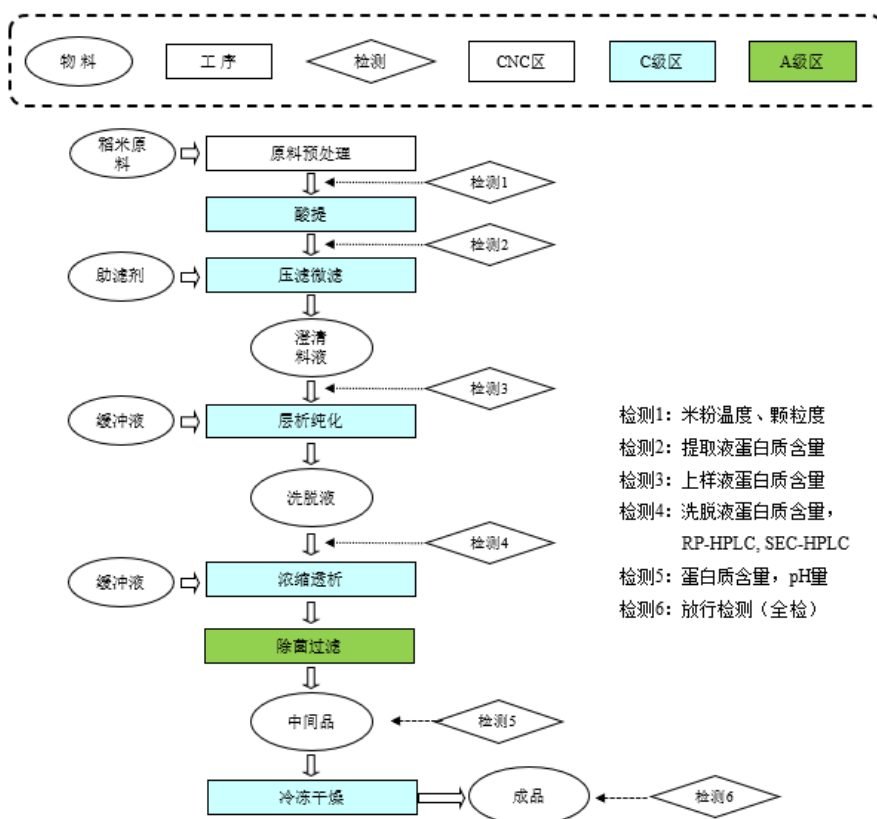 物料
工序
检测
CNC区
C级区
A级区
稻米原
料
原料预处理
检测1
酸提
检测2
助滤剂
压滤微滤
澄清
料液
检测3
缓冲液
层析纯化
洗脱液
检测4
缓冲液
浓缩透析
除菌过滤
中间品
检测5
冷冻干燥
成品
检测6
检测1：米粉温度、颗粒度
检测2：提取液蛋白质含量
检测3：上样液蛋白质含量
检测4：洗脱液蛋白质含量，
RP-HPLC, SEC-HPLC
检测5：蛋白质含量，pH量
检测6：放行检测（全检）